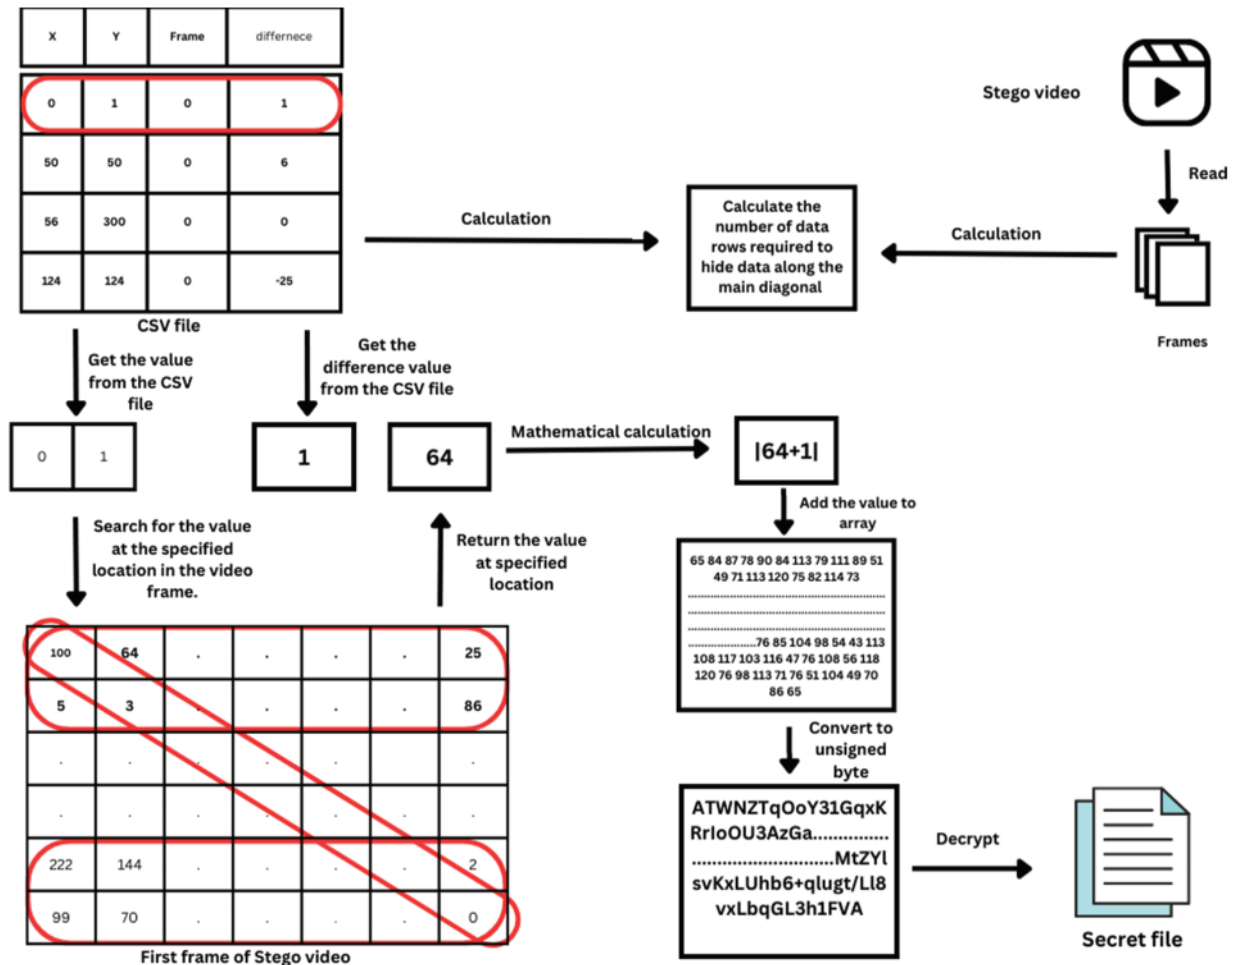 X Y Frame differnece
0 1 0 1
50 50 0 6
56 300 0 0
124 124 0 -25
CSV file
Stego video
Read
Frames
Calculation
Calculate the
number of data
rows required to
hide data along the
main diagonal
Calculation
Get the value
from the CSV
file
Get the
difference value
from the CSV file
0 1
1
64
Mathematical calculation
|64+1|
Search for the value
at the specified
location in the video
frame.
Return the value
at specified
location
Add the value to
array
65 84 87 78 90 84 113 79 111 89 51
49 71 113 120 75 82 114 73
................................................................
................................................................
................................................................
......................76 85 104 98 54 43 113
108 117 103 116 47 76 108 56 118
120 76 98 113 71 76 51 104 49 70
86 65
100 64 . . . . 25
5 3 . . . . 86
. . . . . . .
. . . . . . .
222 144 . . . . 2
99 70 . . . . 0
First frame of Stego video
Convert to
unsigned
byte
ATWNZTqOoY31GqxK
RrIoOU3AzGa...............
............................MtZYl
svKxLUhb6+qlugt/Ll8
vxLbqGL3h1FVA
Decrypt
Secret file